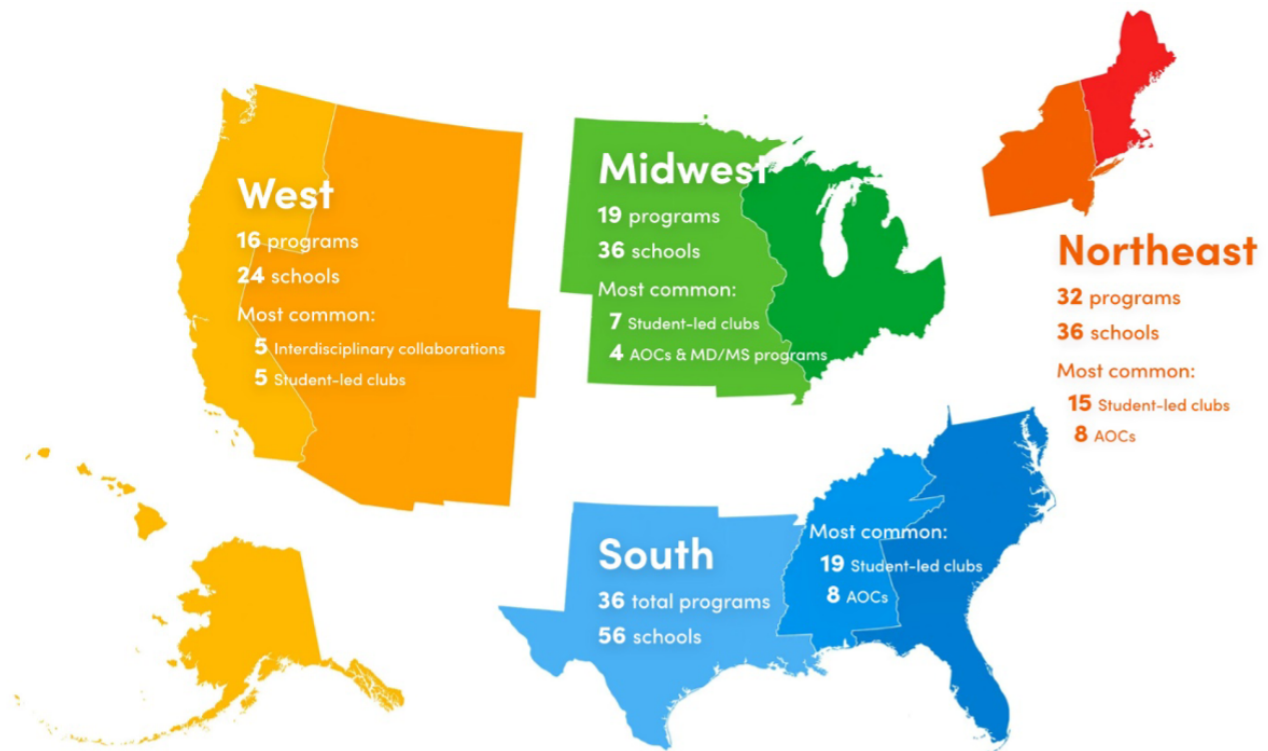 West
16 programs
24 schools
Most common:
5 Interdisciplinary collaborations
5 Student-led clubs
Midwest
19 programs
36 schools
Most common:
7 Student-led clubs
4 AOCs & MD/MS programs
Northeast
32 programs
36 schools
Most common:
15 Student-led clubs
8 AOCs
South
36 total programs
56 schools
Most common:
19 Student-led clubs
8 AOCs